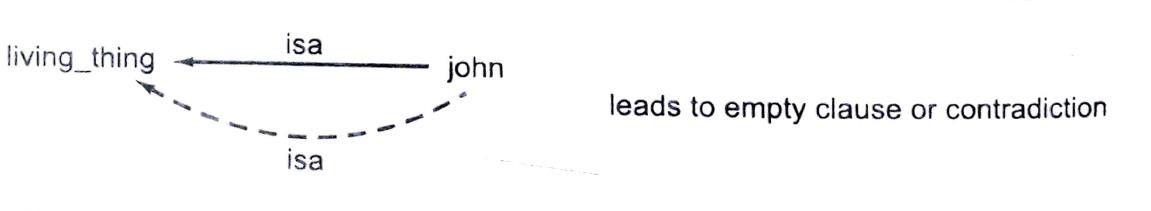 isa
living_thing
john
leads to empty clause or contradiction
isa